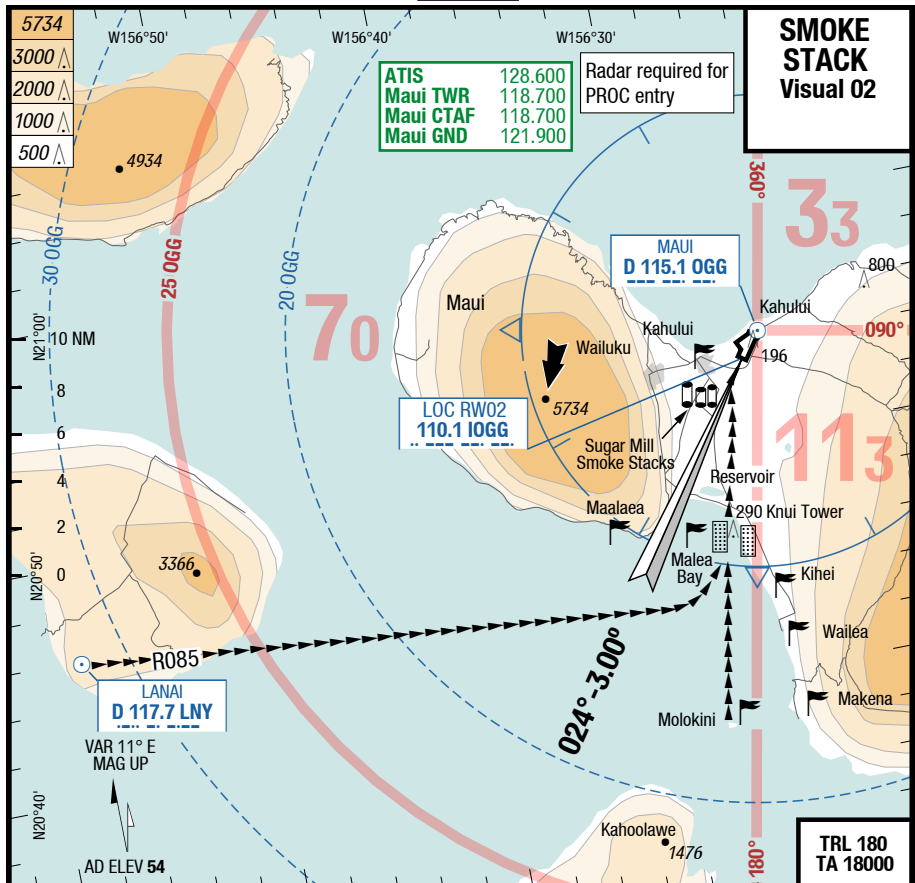 5734
3000
2000
1000
500
W156°50'
W156°40'
W156°30'
ATIS 128.600
Maui TWR 118.700
Maui CTAF 118.700
Maui GND 121.900
Radar required for
PROC entry
SMOKE
STACK
Visual 02
4934
360°
33
30 OGG
25 OGG
20 OGG
MAUI
D 115.1 OGG
800
70
Maui
Kahului
Kahului
N21°00'
10 NM
090°
Wailuku
196
8
5734
LOC RW02
110.1 IOGG
113
6
Sugar Mill
Smoke Stacks
4
Reservoir
Maalaea
290 Knui Tower
2
3366
Malea
Bay
0
N20°50'
Kihei
Wailea
R085
024°-3.00°
LANAI
D 117.7 LNY
Makena
Molokini
VAR 11° E
MAG UP
N20°40'
Kahoolawe
1476
180°
AD ELEV 54
TRL 180
TA 18000